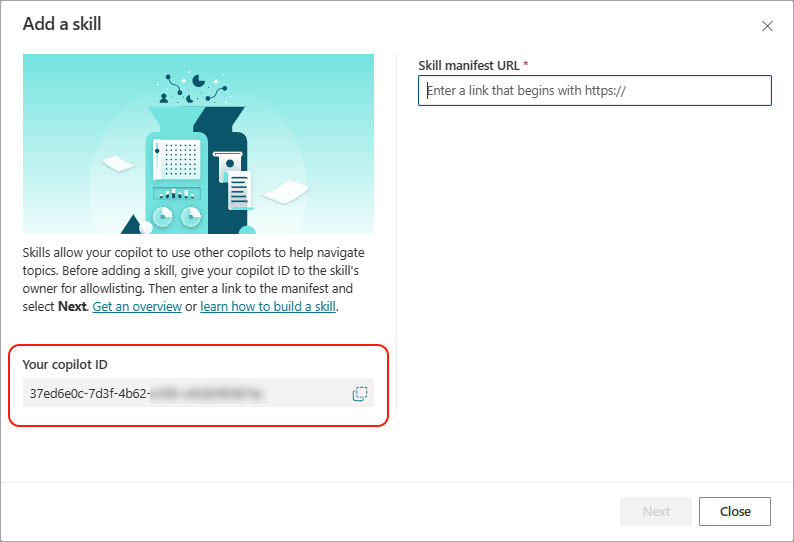 Add a skill
Skill manifest URL *
Enter a link that begins with https://
Skills allow your copilot to use other copilots to help navigate
topics. Before adding a skill, give your copilot ID to the skill's
owner for allowlisting. Then enter a link to the manifest and
select Next. Get an overview or learn how to build a skill.
Your copilot ID
37ed6e0c-7d3f-4b62-
Next
Close